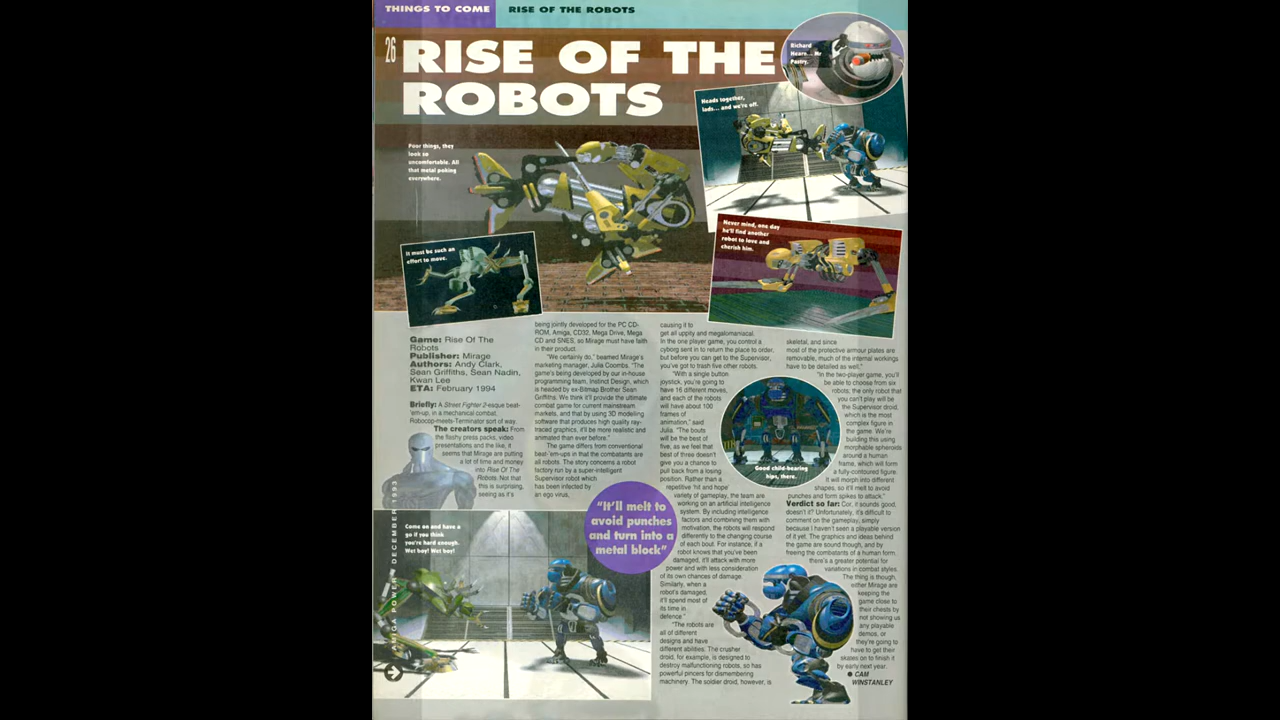 THINGS TO COME
RISE OF THE ROBOTS
26
RISE OF THE
ROBOTS
Richard
Hearn... Mr
Pastry.
Heads together,
lads... and we're off.
Poor things, they
look so
uncomfortable. All
that metal poking
everywhere.
Never mind, one day
he'll find another
robot to love and
cherish him.
It must be such an
effort to move.
Game: Rise Of The
Robots
Publisher: Mirage
Authors: Andy Clark,
Sean Griffiths, Sean Nadin,
Kwan Lee
ETA: February 1994
Briefly: A Street Fighter 2-esque beat-
'em-up, in a mechanical combat,
Robocop-meets-Terminator sort of way.
The creators speak: From
the flashy press packs, video
presentations and the like, it
seems that Mirage are putting
a lot of time and money
into Rise Of The
Robots. Not that
this is surprising,
seeing as it's
being jointly developed for the PC CD-
ROM, Amiga, CD32, Mega Drive, Mega
CD and SNES, so Mirage must have faith
in their product.
"We certainly do," beamed Mirage's
marketing manager, Julia Coombs. "The
game's being developed by our in-house
programming team, Instinct Design, which
is headed by ex-Bitmap Brother Sean
Griffiths. We think it'll provide the ultimate
combat game for current mainstream
markets, and that by using 3D modelling
software that produces high quality ray-
traced graphics, it'll be more realistic and
animated than ever before."
The game differs from conventional
beat-'em-ups in that the combatants are
all robots. The story concerns a robot
factory run by a super-intelligent
Supervisor robot which
has been infected by
an ego virus,
causing it to
get all uppity and megalomaniacal.
In the one player game, you control a
cyborg sent in to return the place to order,
but before you can get to the Supervisor,
you've got to trash five other robots.
"With a single button
joystick, you're going to
have 16 different moves,
and each of the robots
will have about 100
frames of
animation," said
Julia. "The bouts
will be the best of
five, as we feel that
best of three doesn't
give you a chance to
pull back from a losing
position. Rather than a
repetitive 'hit and hope'
variety of gameplay, the team are
working on an artificial intelligence
system. By including intelligence
factors and combining them with
motivation, the robots will respond
differently to the changing course
of each bout. For instance, if a
robot knows that you've been
damaged, it'll attack with more
power and with less consideration
of its own chances of damage.
Similarly, when a
robot's damaged,
it'll spend most of
its time in
defence."
"The robots are
all of different
designs and have
different abilities. The crusher
droid, for example, is designed to
destroy malfunctioning robots, so has
powerful pincers for dismembering
machinery. The soldier droid, however, is
skeletal, and since
most of the protective armour plates are
removable, much of the internal workings
have to be detailed as well."
"In the two-player game, you'll
be able to choose from six
robots, the only robot that
you can't play will be
the Supervisor droid,
which is the most
complex figure in
the game. We're
building this using
morphable spheroids
around a human
frame, which will form
a fully-contoured figure.
It will morph into different
shapes, so it'll melt to avoid
punches and form spikes to attack."
Verdict so far: Cor, it sounds good,
doesn't it? Unfortunately, it's difficult to
comment on the gameplay, simply
because I haven't seen a playable version
of it yet. The graphics and ideas behind
the game are sound though, and by
freeing the combatants of a human form,
there's a greater potential for
variations in combat styles.
The thing is though,
either Mirage are
keeping the
game close to
their chests by
not showing us
any playable
demos, or
they're going to
have to get their
skates on to finish it
by early next year.
● CAM
WINSTANLEY
Good child-bearing
hips, there.
"It'll melt to
avoid punches
and turn into a
metal block"
Come on and have a
go if you think
you're hard enough.
Wet boy! Wet boy!
AMIGA POWER DECEMBER 1993